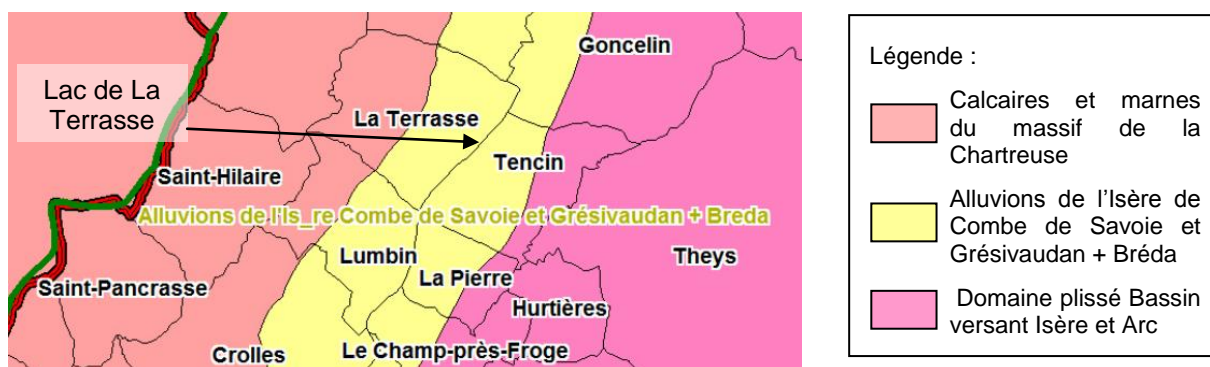 Goncelin
Lac de La
Terrasse
La Terrasse
Tencin
Saint-Hilaire
Alluvions de l'Is_re Combe de Savoie et Grésivaudan + Breda
Lumbin
Theys
La Pierre
Saint-Pancrasse
Hurtières
Crolles
Le Champ-près-Froge
Légende :
Calcaires et marnes
du massif de la
Chartreuse
Alluvions de l'Isère de
Combe de Savoie et
Grésivaudan + Bréda
Domaine plissé Bassin
versant Isère et Arc